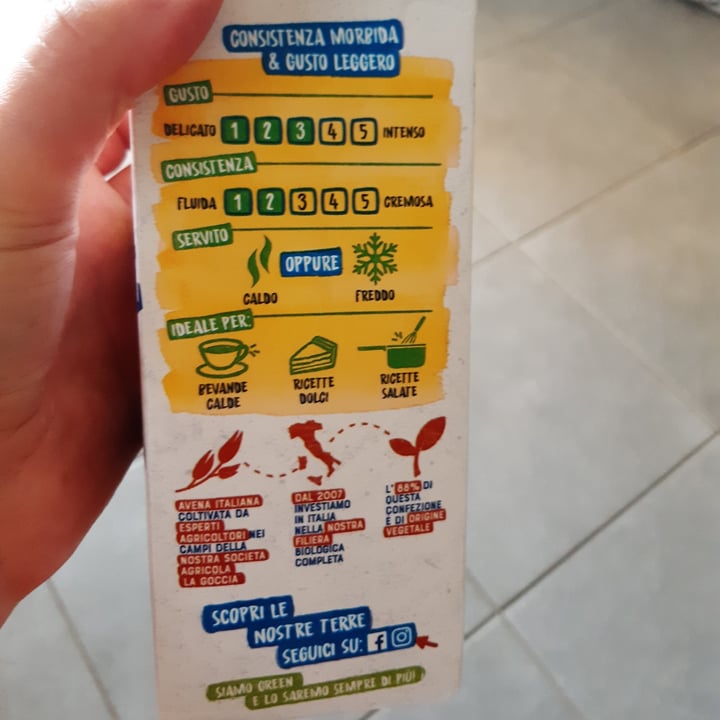 CONSISTENZA MORBIDA
& GUSTO LEGGERO
GUSTO
DELICATO 1 2 3 4 5 INTENSO
CONSISTENZA
FLUIDA 1 2 3 4 5 CREMOSA
SERVITO
OPPURE
CALDO FREDDO
IDEALE PER:
BEVANDE
CALDE
RICETTE
DOLCI
RICETTE
SALATE
AVENA ITALIANA
COLTIVATA DA
ESPERTI
AGRICOLTORI NEI
CAMPI DELLA
NOSTRA SOCIETÀ
AGRICOLA
LA GOCCIA
DAL 2007
INVESTIAMO
IN ITALIA
NELLA NOSTRA
FILIERA
BIOLOGICA
COMPLETA
L'88% DI
QUESTA
CONFEZIONE
È DI ORIGINE
VEGETALE
SCOPRI LE
NOSTRE TERRE
SEGUICI SU: f
SIAMO GREEN
E LO SAREMO SEMPRE DI PIÙ!